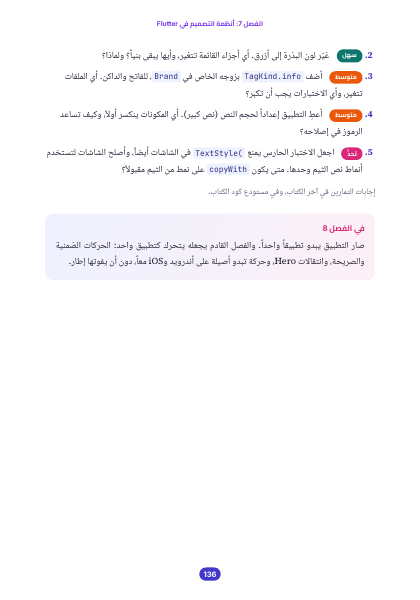 الفصل 7: أنظمة التصميم في Flutter
2. سهل غيّر لون البذرة إلى أزرق. أي أجزاء القائمة تتغير، وأيها يبقى بنياً؟ ولماذا؟
3. متوسط أضف TagKind.info بزوجه الخاص في Brand، للفاتح والداكن. أي الملفات
تتغير، وأي الاختبارات يجب أن تكبر؟
4. متوسط أعطِ التطبيق إعداداً لحجم النص (نص كبير). أي المكونات ينكسر أولاً، وكيف تساعد
الرموز في إصلاحه؟
5. تحدٍّ اجعل الاختبار الحارس يمنع TextStyle( في الشاشات أيضاً، وأصلح الشاشات لتستخدم
أنماط نص الثيم وحدها. متى يكون copyWith على نمط من الثيم مقبولاً؟
إجابات التمارين في آخر الكتاب، وفي مستودع كود الكتاب.
في الفصل 8
صار التطبيق يبدو تطبيقاً واحداً. والفصل القادم يجعله يتحرك كتطبيق واحد: الحركات الضمنية
والصريحة، وانتقالات Hero، وحركة تبدو أصيلة على أندرويد وiOS معاً، دون أن يفوتها إطار.
136